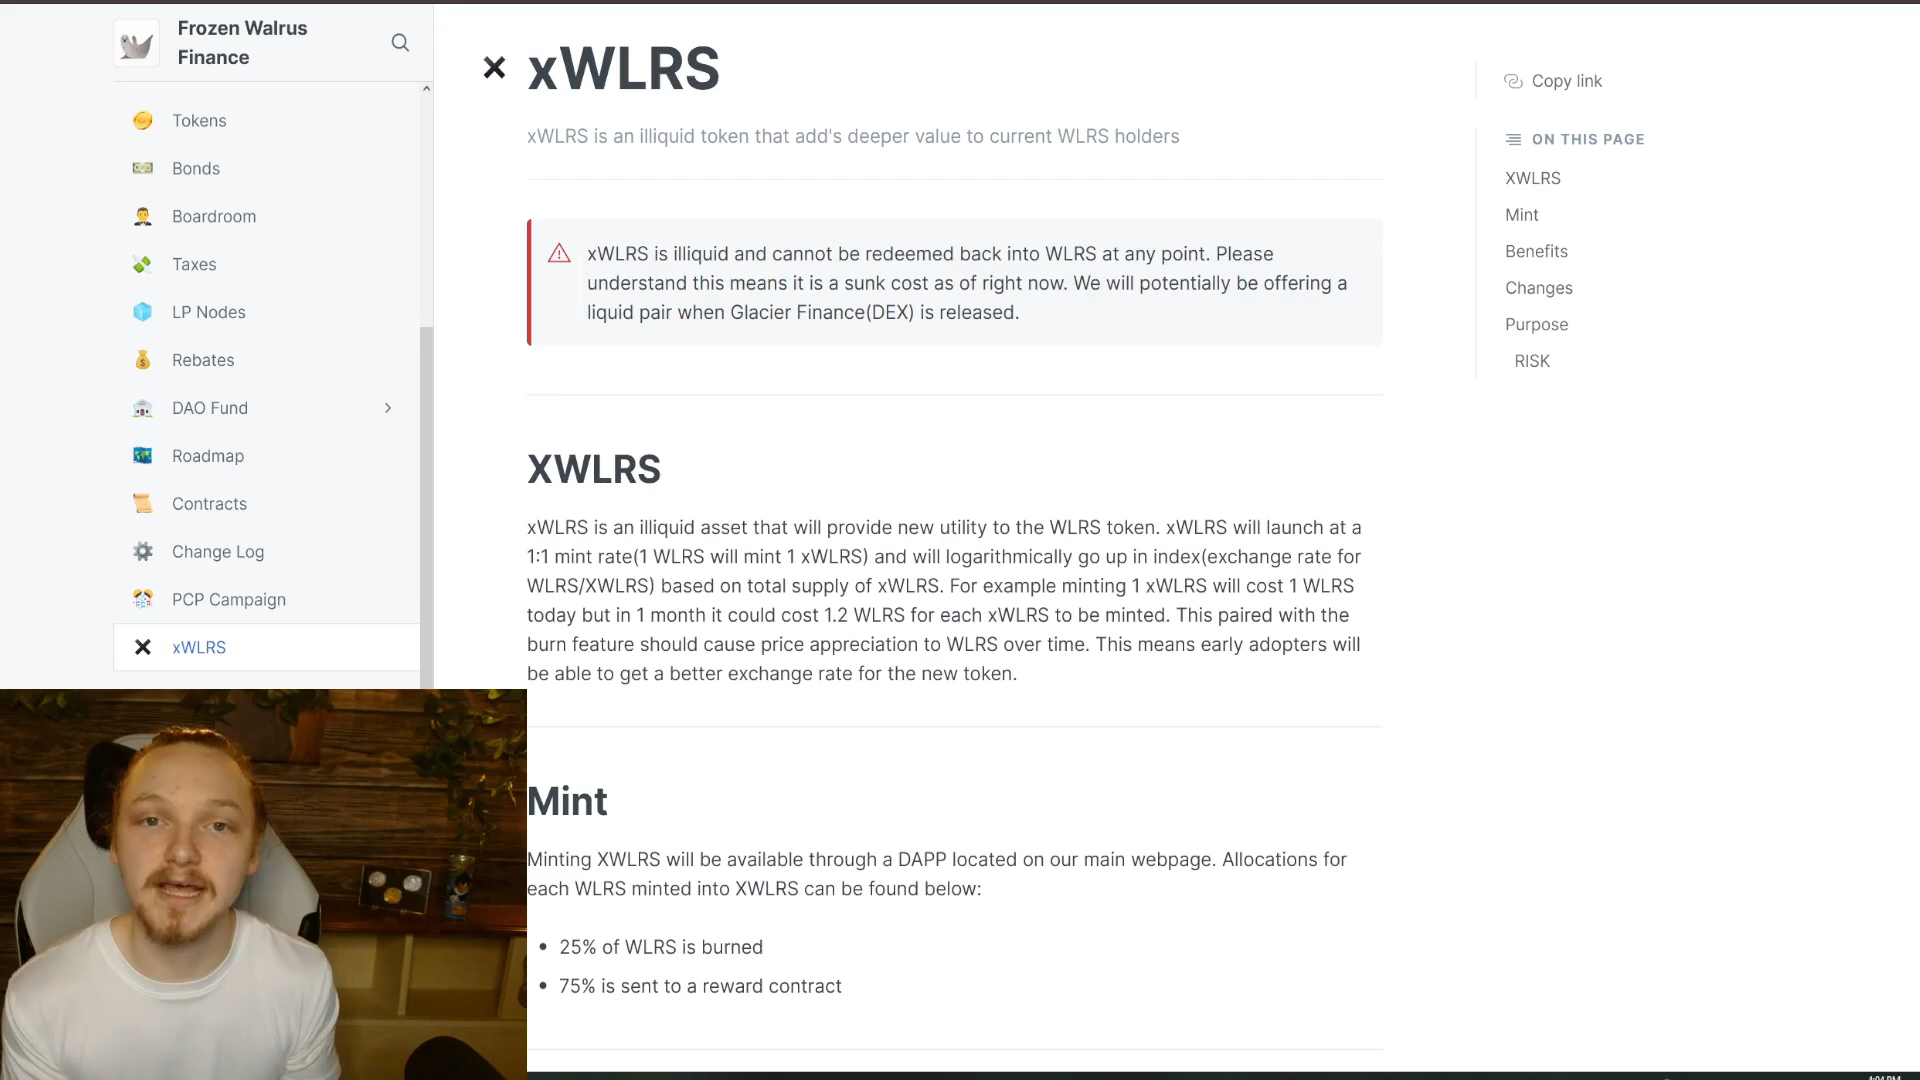 Frozen Walrus
Finance
Tokens
Bonds
Boardroom
Taxes
LP Nodes
Rebates
DAO Fund
Roadmap
Contracts
Change Log
PCP Campaign
xWLRS
xWLRS
xWLRS is an illiquid token that add's deeper value to current WLRS holders
xWLRS is illiquid and cannot be redeemed back into WLRS at any point. Please
understand this means it is a sunk cost as of right now. We will potentially be offering a
liquid pair when Glacier Finance(DEX) is released.
XWLRS
xWLRS is an illiquid asset that will provide new utility to the WLRS token. xWLRS will launch at a
1:1 mint rate(1 WLRS will mint 1 xWLRS) and will logarithmically go up in index(exchange rate for
WLRS/XWLRS) based on total supply of xWLRS. For example minting 1 xWLRS will cost 1 WLRS
today but in 1 month it could cost 1.2 WLRS for each xWLRS to be minted. This paired with the
burn feature should cause price appreciation to WLRS over time. This means early adopters will
be able to get a better exchange rate for the new token.
Mint
Minting XWLRS will be available through a DAPP located on our main webpage. Allocations for
each WLRS minted into XWLRS can be found below:
• 25% of WLRS is burned
• 75% is sent to a reward contract
Copy link
ON THIS PAGE
XWLRS
Mint
Benefits
Changes
Purpose
RISK